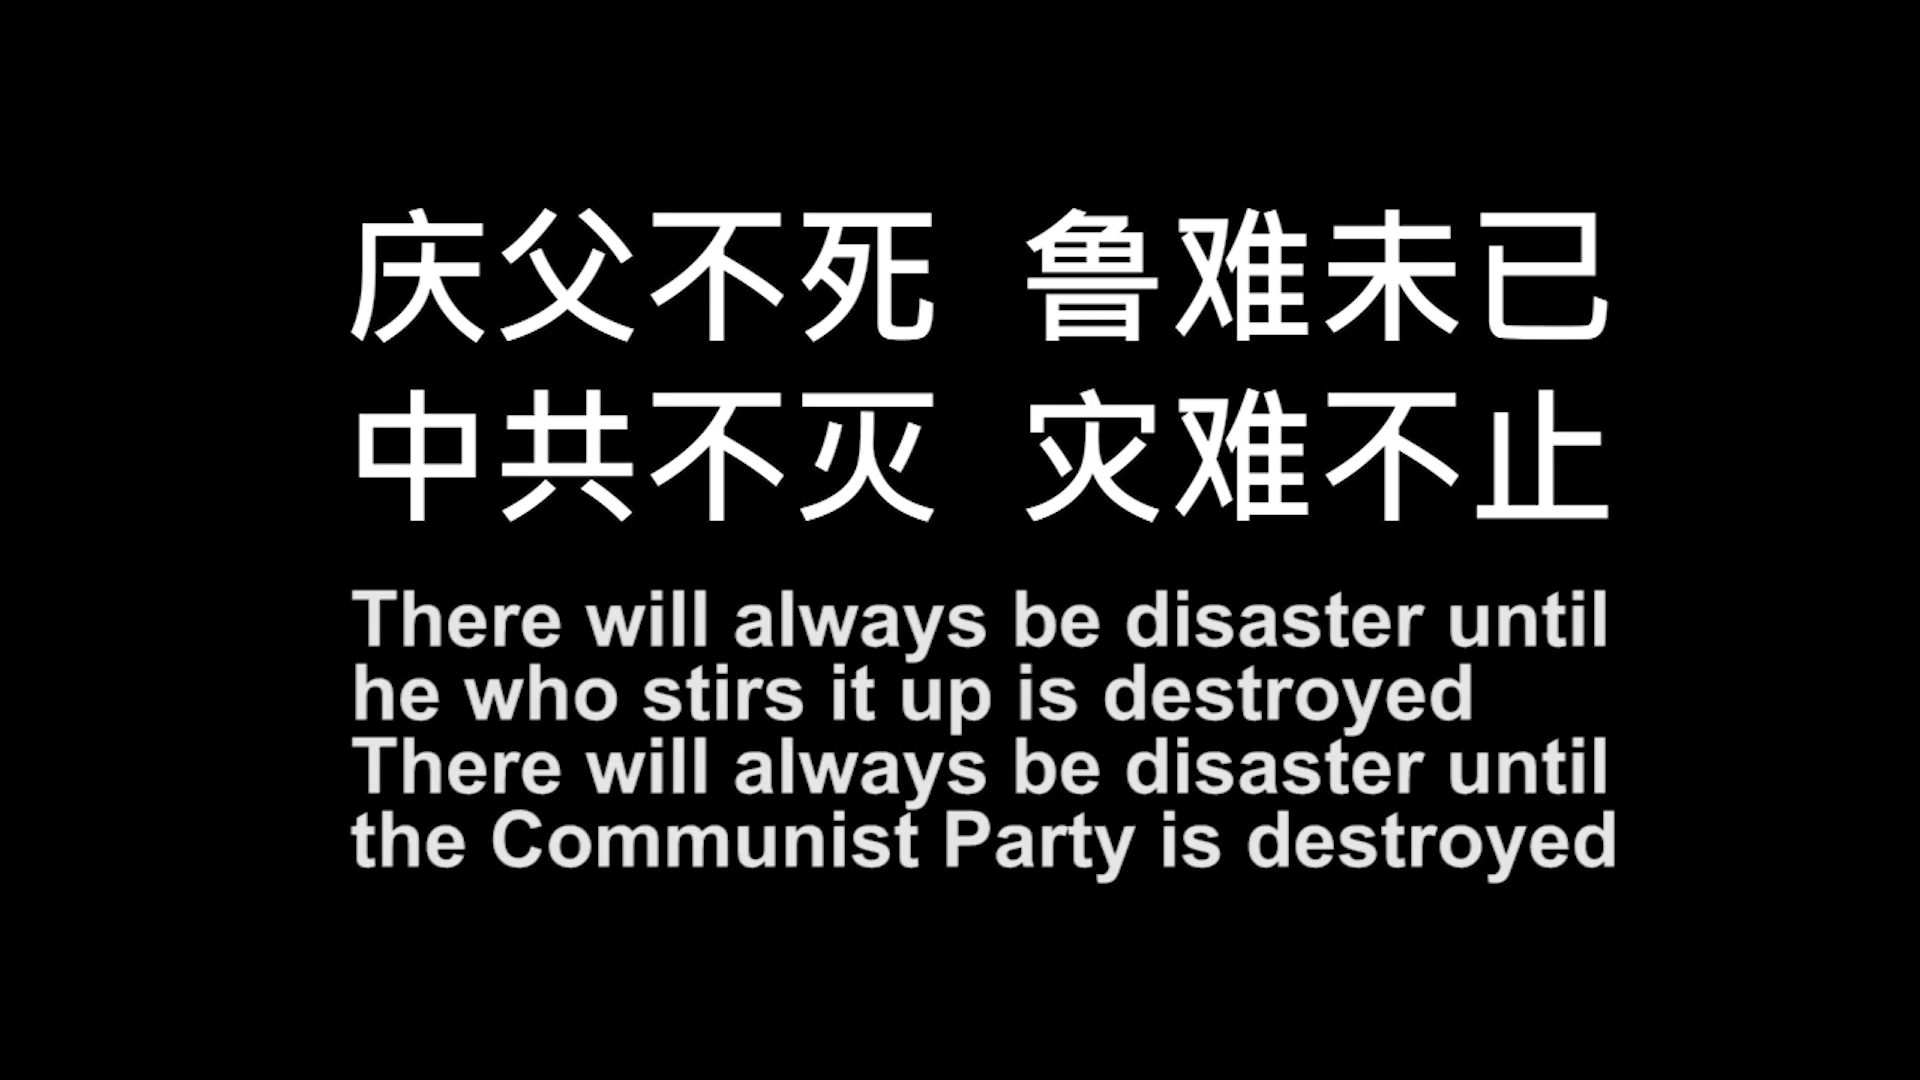 庆父不死 鲁难未已
中共不灭 灾难不止
There will always be disaster until
he who stirs it up is destroyed
There will always be disaster until
the Communist Party is destroyed